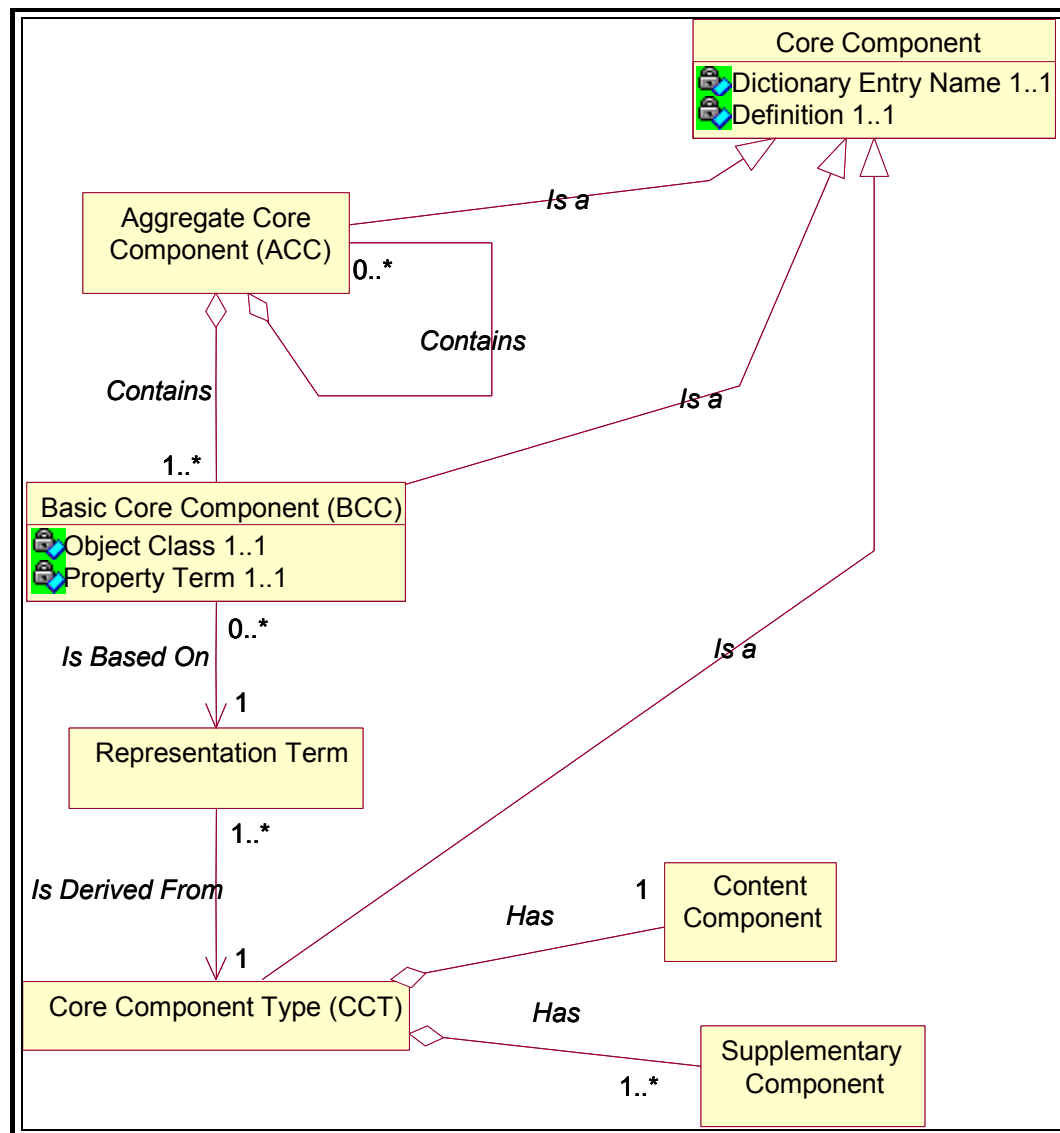 Core Component
Dictionary Entry Name 1..1
Definition 1..1
Is a
Aggregate Core
Component (ACC)
0..*
Contains
Contains
Is a
1..*
Basic Core Component (BCC)
Object Class 1..1
Property Term 1..1
0..*
Is Based On
Is a
1
Representation Term
1..*
Is Derived From
1
Content
Component
Has
1
Core Component Type (CCT)
Has
Supplementary
Component
1..*